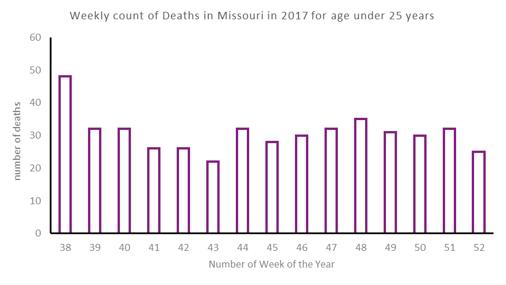 Weekly count of Deaths in Missouri in 2017 for age under 25 years
60
50
40
30
20
10
0
number of deaths
38 39 40 41 42 43 44 45 46 47 48 49 50 51 52
Number of Week of the Year